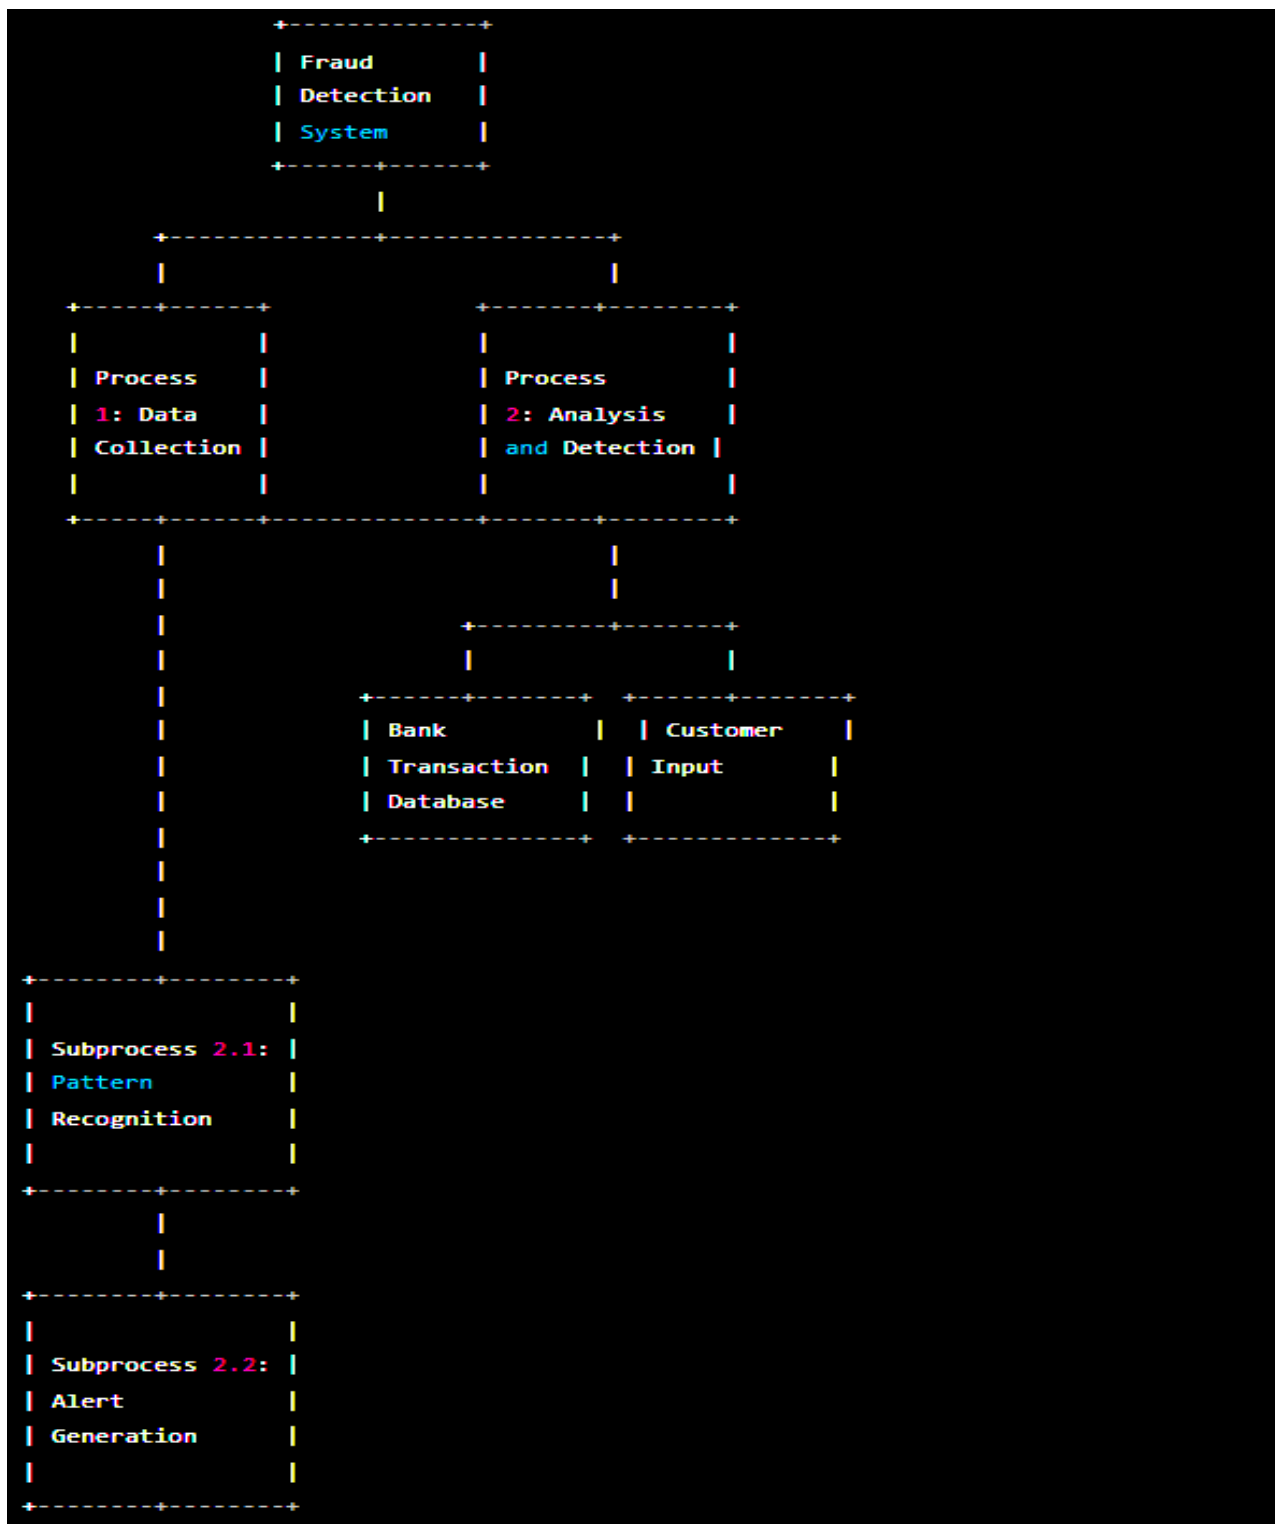 Fraud
Detection
System
Process
1: Data
Collection
Process
2: Analysis
and Detection
Bank
Transaction
Database
Customer
Input
Subprocess 2.1:
Pattern
Recognition
Subprocess 2.2:
Alert
Generation